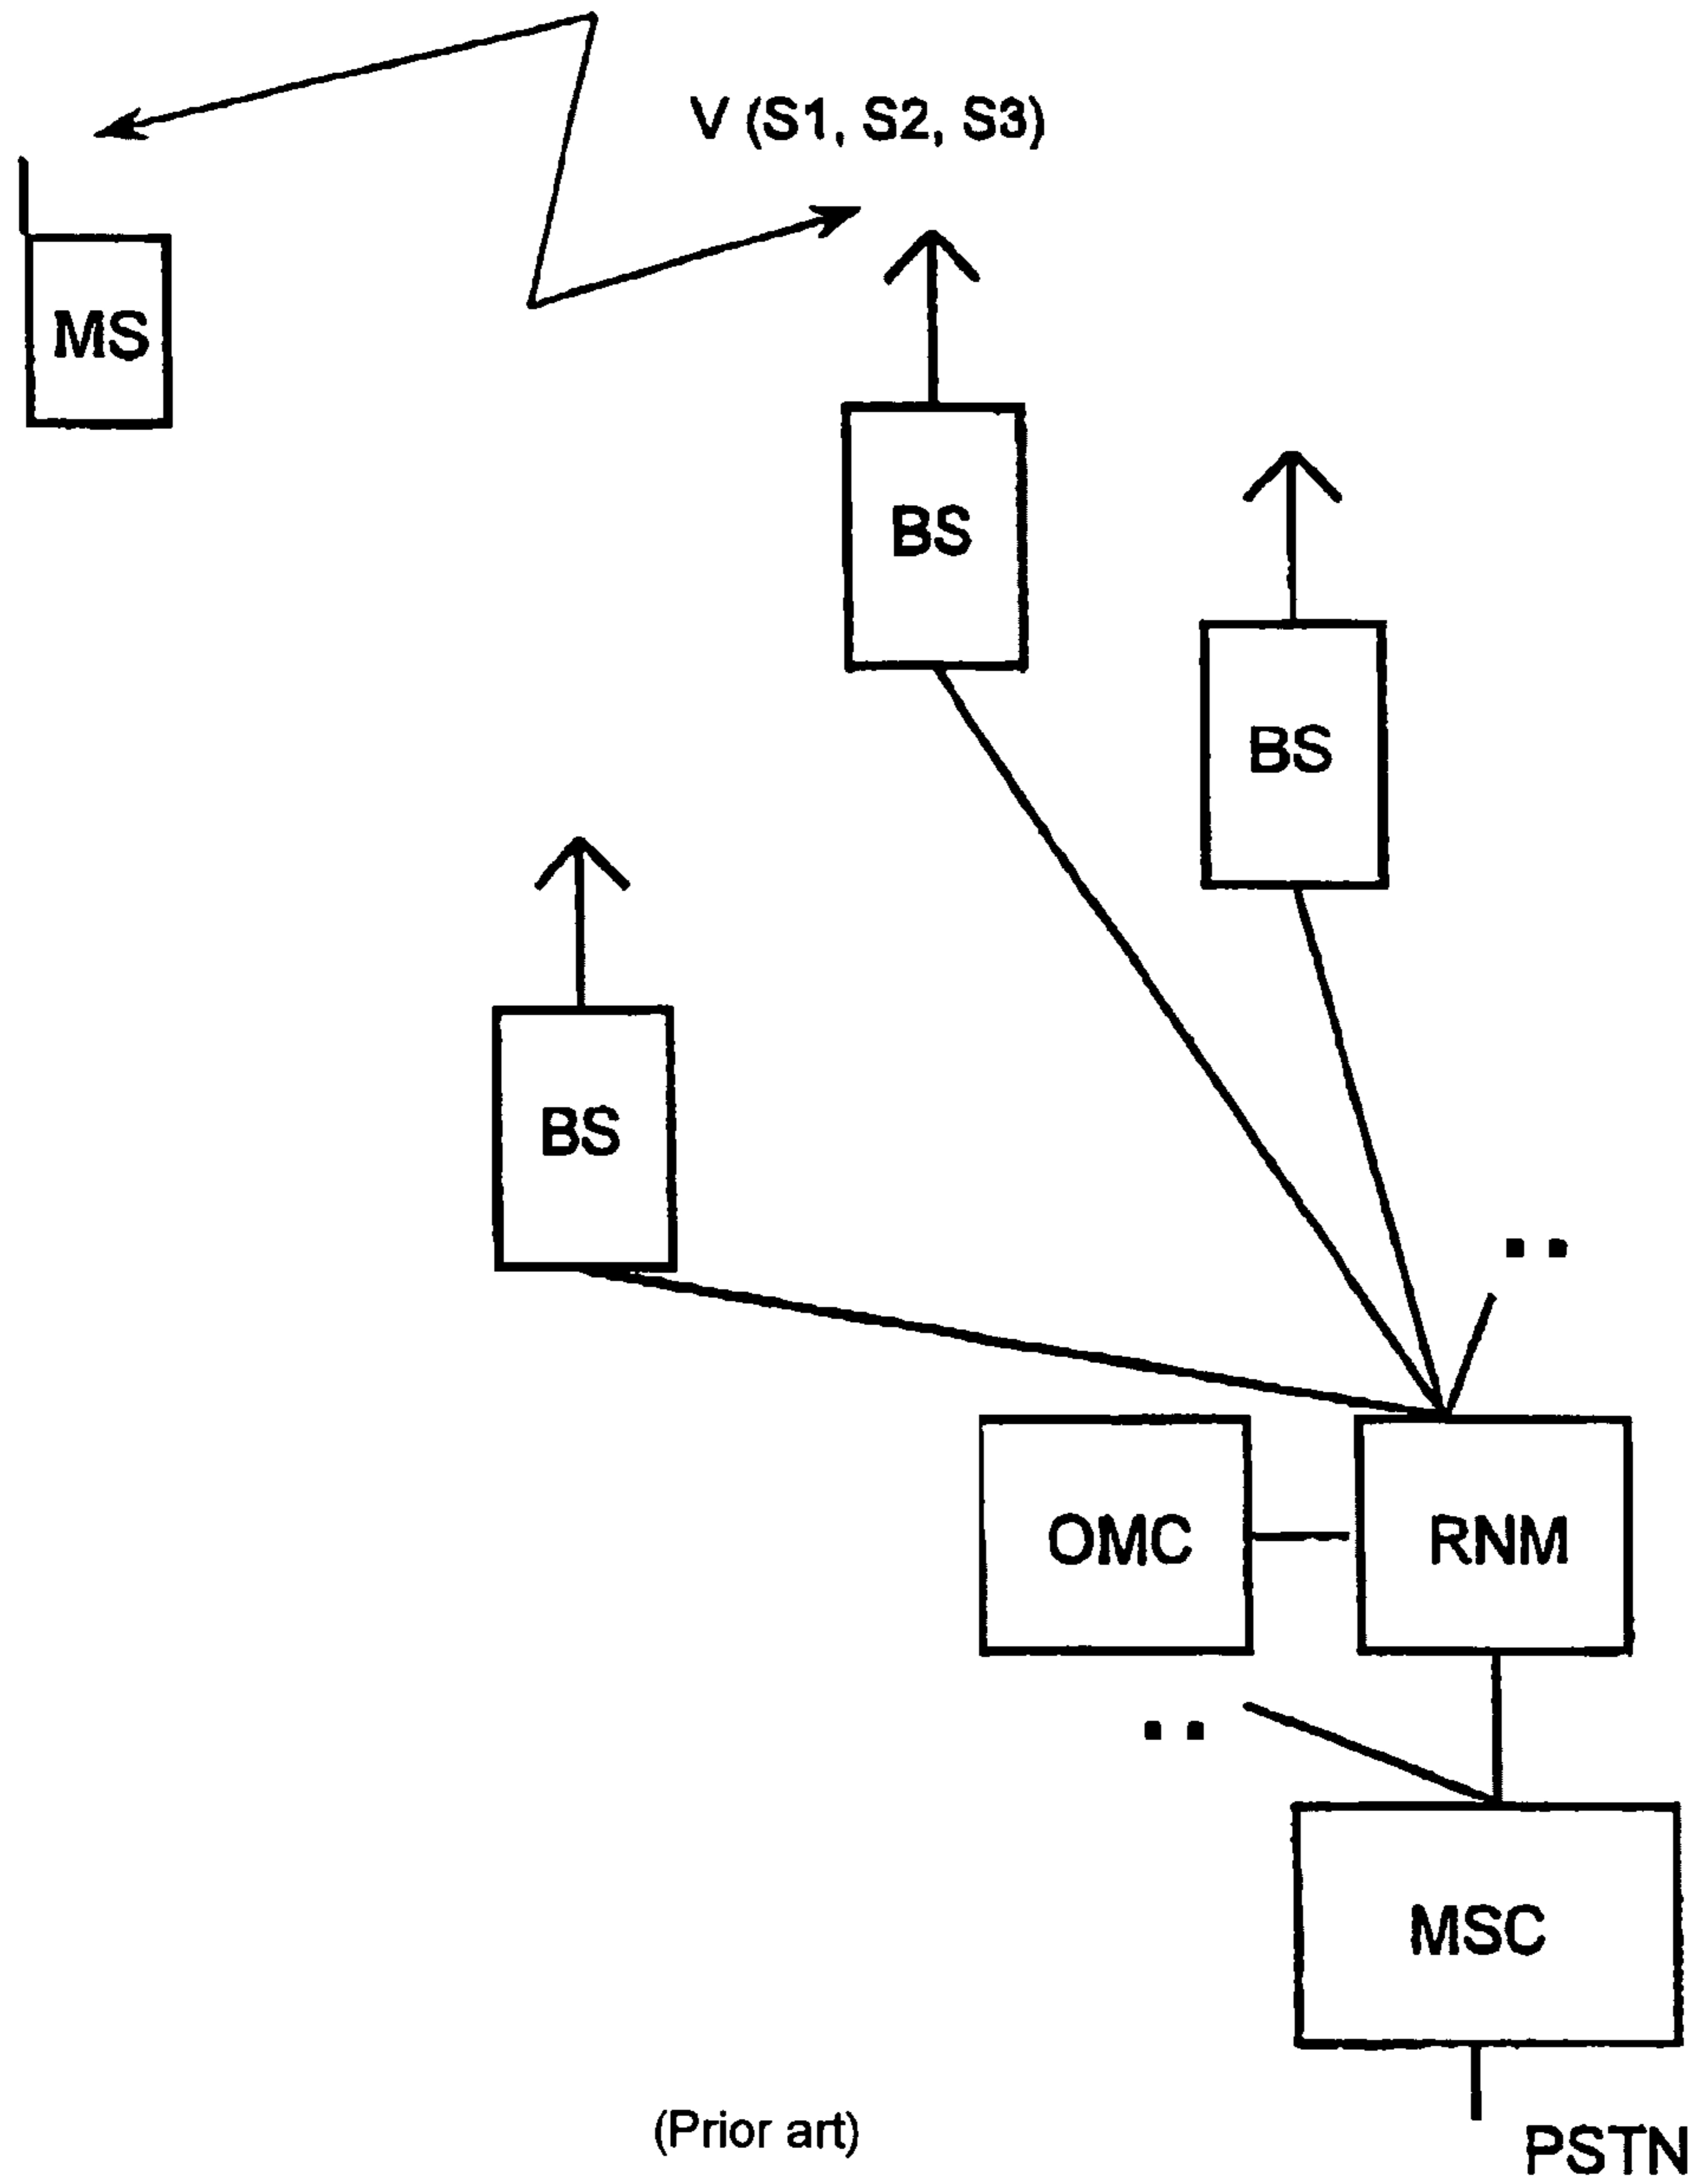 V (S1, S2, S3)
MS
BS
BS
BS
OMC
RNM
MSC
(Prior art)
PSTN